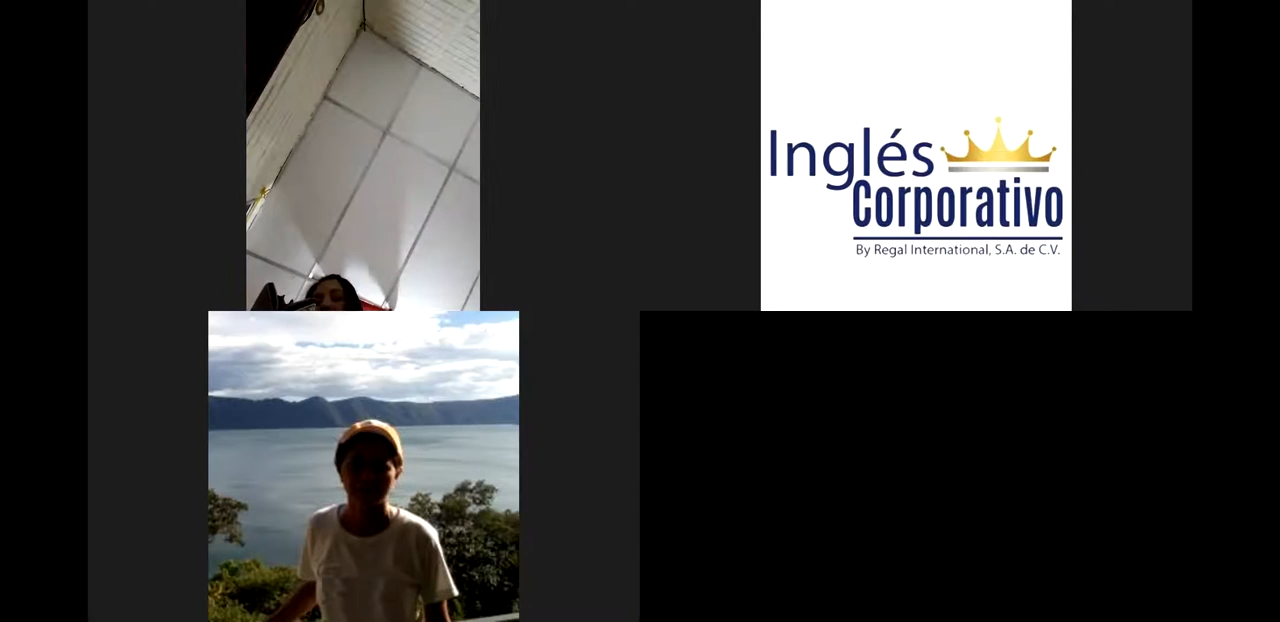 Inglés
Corporativo
By Regal International, S.A. de C.V.